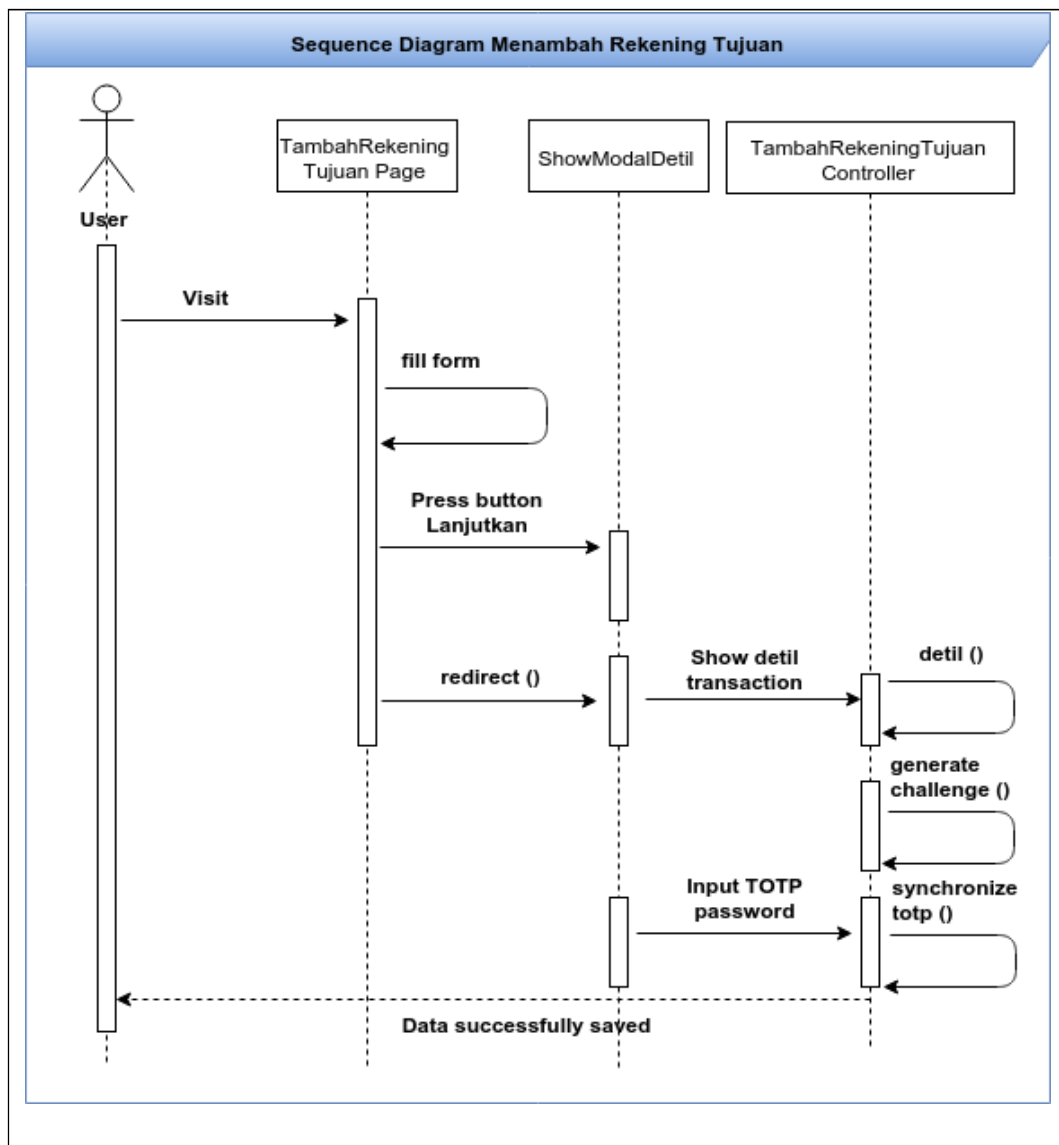 Sequence Diagram Menambah Rekening Tujuan
TambahRekening
Tujuan Page
ShowModalDetil
TambahRekeningTujuan
Controller
User
Visit
fill form
Press button
Lanjutkan
redirect ()
Show detil
transaction
detil ()
generate
challenge ()
Input TOTP
password
synchronize
totp ()
Data successfully saved